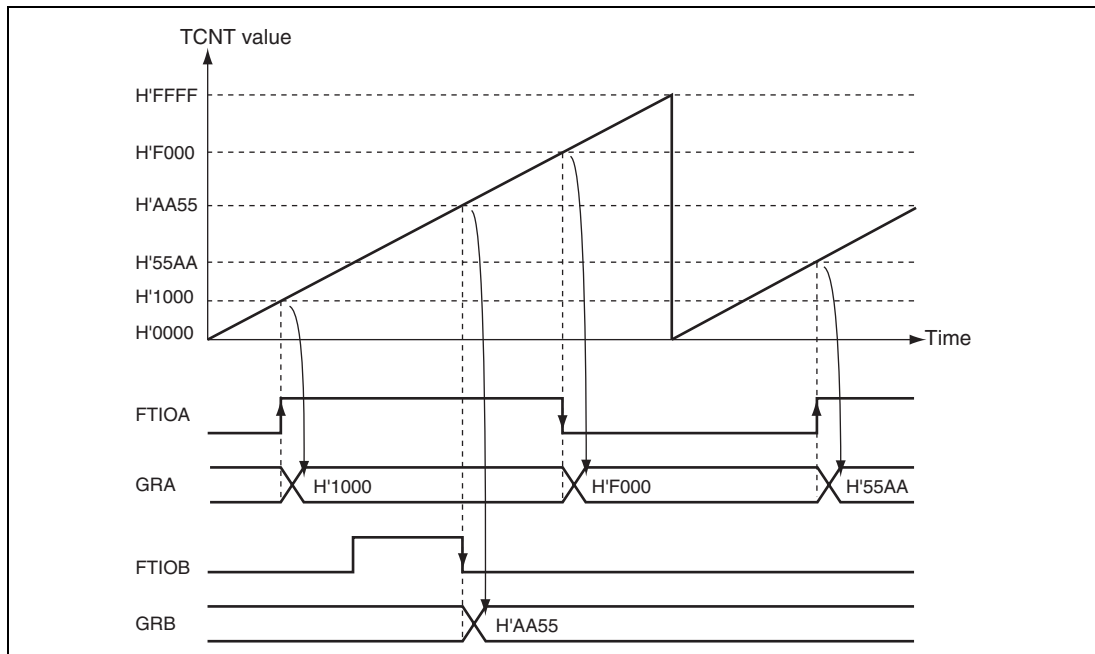 TCNT value
H'FFFF
H'F000
H'AA55
H'55AA
H'1000
H'0000
Time
FTIOA
GRA
H'1000
H'F000
H'55AA
FTIOB
GRB
H'AA55